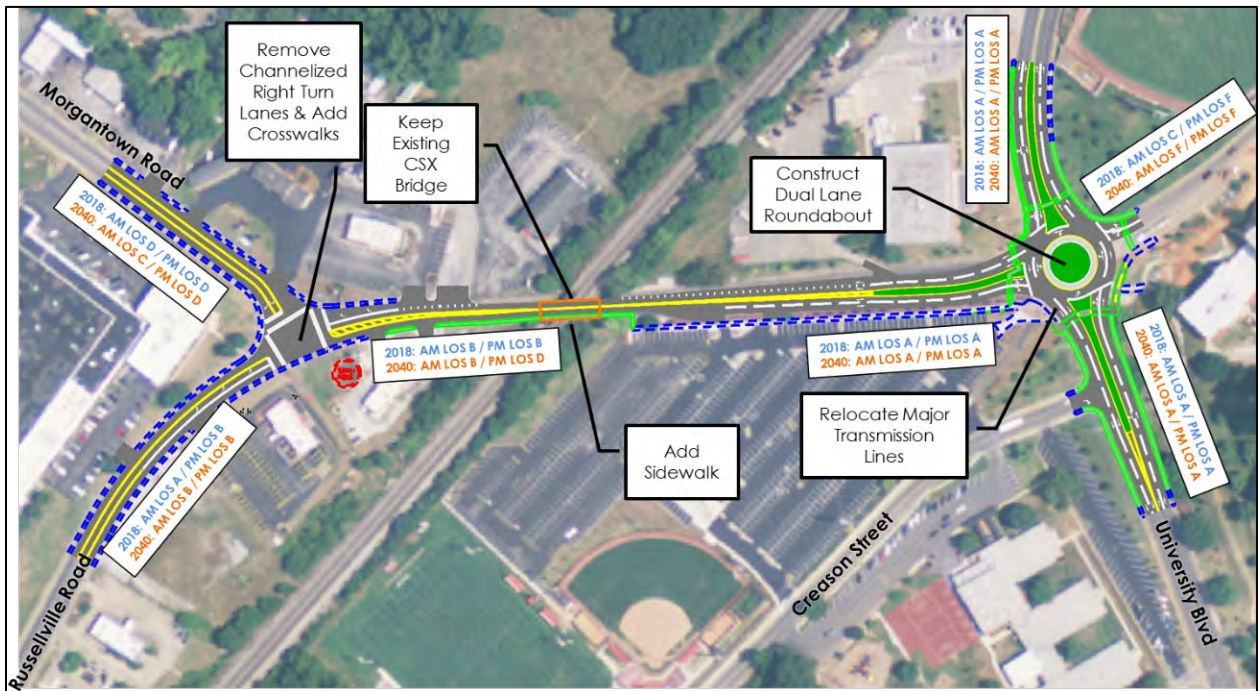 Remove
Channelized
Right Turn
Lanes & Add
Crosswalks
Keep
Existing
CSX
Bridge
Construct
Dual Lane
Roundabout
2018: AM LOS A / PM LOS A
2040: AM LOS A / PM LOS A
2018: AM LOS C / PM LOS F
2040: AM LOS F / PM LOS F
Morgantown Road
2018: AM LOS D / PM LOS D
2040: AM LOS C / PM LOS D
2018: AM LOS B / PM LOS B
2040: AM LOS B / PM LOS D
2018: AM LOS A / PM LOS A
2040: AM LOS A / PM LOS A
2018: AM LOS A / PM LOS A
2040: AM LOS A / PM LOS A
Relocate Major
Transmission
Lines
Add
Sidewalk
2018: AM LOS A / PM LOS B
2040: AM LOS B / PM LOS B
Russellville Road
Creason Street
University Blvd